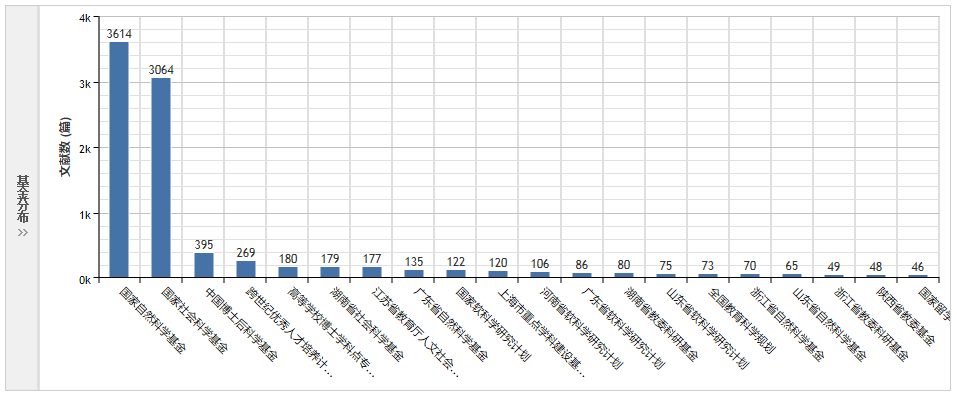 基金分布
>>
文献数 (篇)
4k
3k
2k
1k
0k
3614
3064
395
269
180
179
177
135
122
120
106
86
80
75
73
70
65
49
48
46
国家自然科学基金
国家社会科学基金
中国博士后科学基金
跨世纪优秀人才培养计…
高等学校博士学科点专…
湖南省社会科学基金
江苏省教育厅人文社会…
广东省自然科学基金
国家软科学研究计划
上海市重点学科建设基…
河南省软科学研究计划
广东省软科学研究计划
湖南省教委科研基金
山东省软科学研究计划
全国教育科学规划
浙江省自然科学基金
山东省自然科学基金
浙江省教委科研基金
陕西省教委基金
国家留学